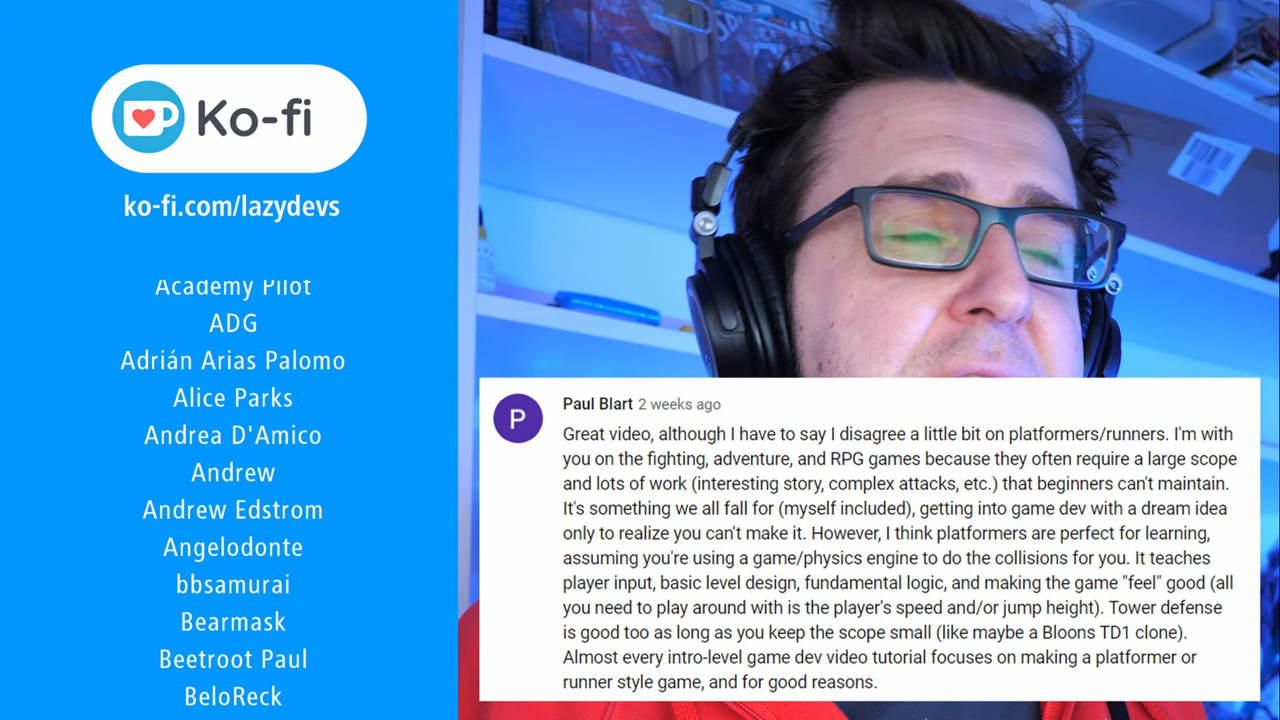 Ko-fi
ko-fi.com/lazydevs
Academy Pilot
ADG
Adrián Arias Palomo
Alice Parks
Andrea D'Amico
Andrew
Andrew Edstrom
Angelodonte
bbsamurai
Bearmask
Beetroot Paul
BeloReck
P
Paul Blart 2 weeks ago
Great video, although I have to say I disagree a little bit on platformers/runners. I'm with
you on the fighting, adventure, and RPG games because they often require a large scope
and lots of work (interesting story, complex attacks, etc.) that beginners can't maintain.
It's something we all fall for (myself included), getting into game dev with a dream idea
only to realize you can't make it. However, I think platformers are perfect for learning,
assuming you're using a game/physics engine to do the collisions for you. It teaches
player input, basic level design, fundamental logic, and making the game "feel" good (all
you need to play around with is the player's speed and/or jump height). Tower defense
is good too as long as you keep the scope small (like maybe a Bloons TD1 clone).
Almost every intro-level game dev video tutorial focuses on making a platformer or
runner style game, and for good reasons.